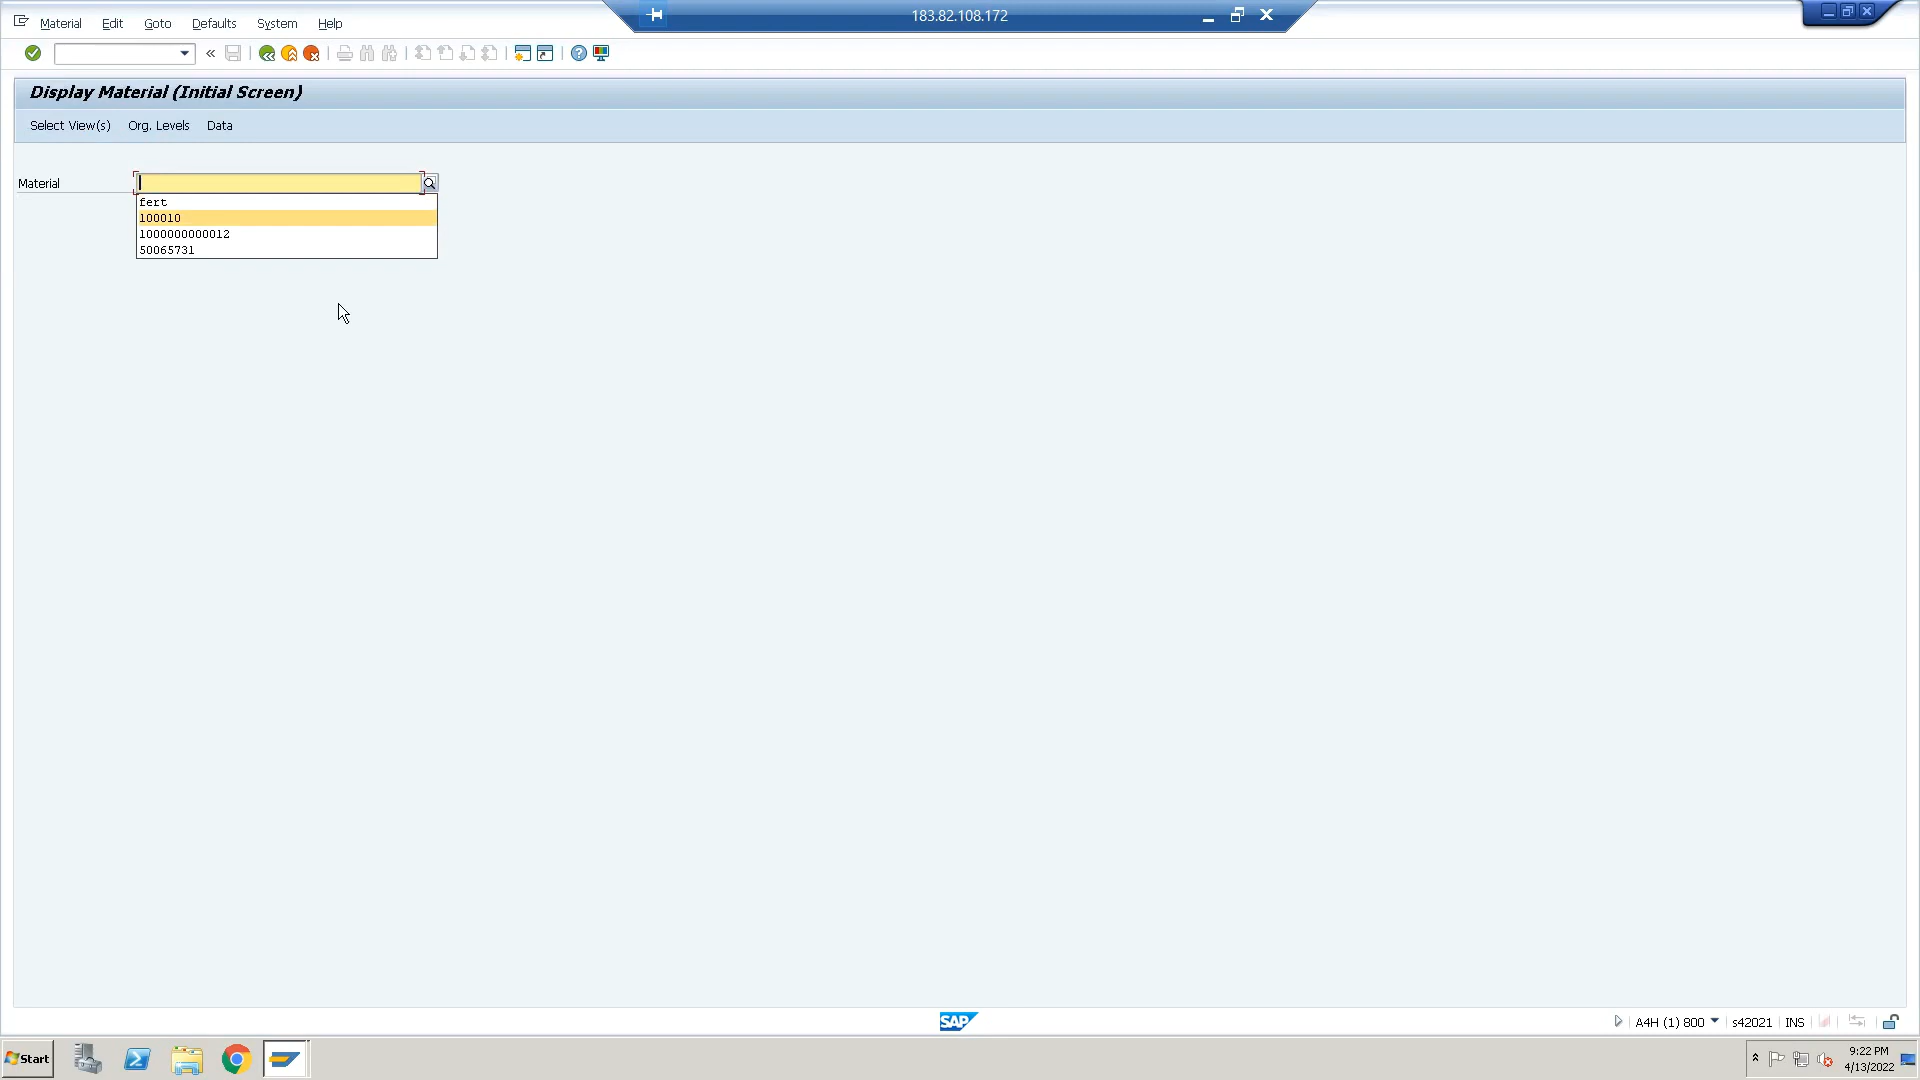 Material Edit Goto Defaults System Help
183.82.108.172
Display Material (Initial Screen)
Select View(s) Org. Levels Data
Material
fert
100010
1000000000012
50065731
SAP
A4H (1) 800 s42021 INS
Start
9:22 PM
4/13/2022